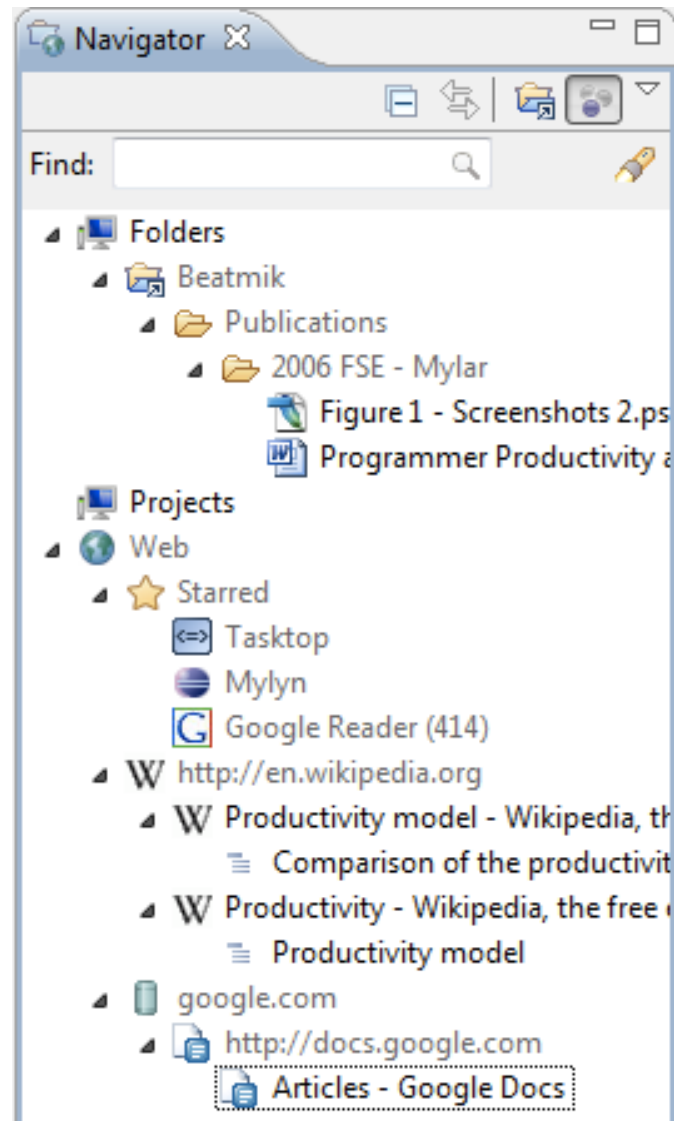 Navigator
Find:
Folders
Beatmik
Publications
2006 FSE - Mylar
Figure 1 - Screenshots 2.ps
Programmer Productivity a
Projects
Web
Starred
<=> Tasktop
Mylyn
G Google Reader (414)
W http://en.wikipedia.org
W Productivity model - Wikipedia, th
Comparison of the productivit
W Productivity - Wikipedia, the free
Productivity model
google.com
http://docs.google.com
Articles - Google Docs